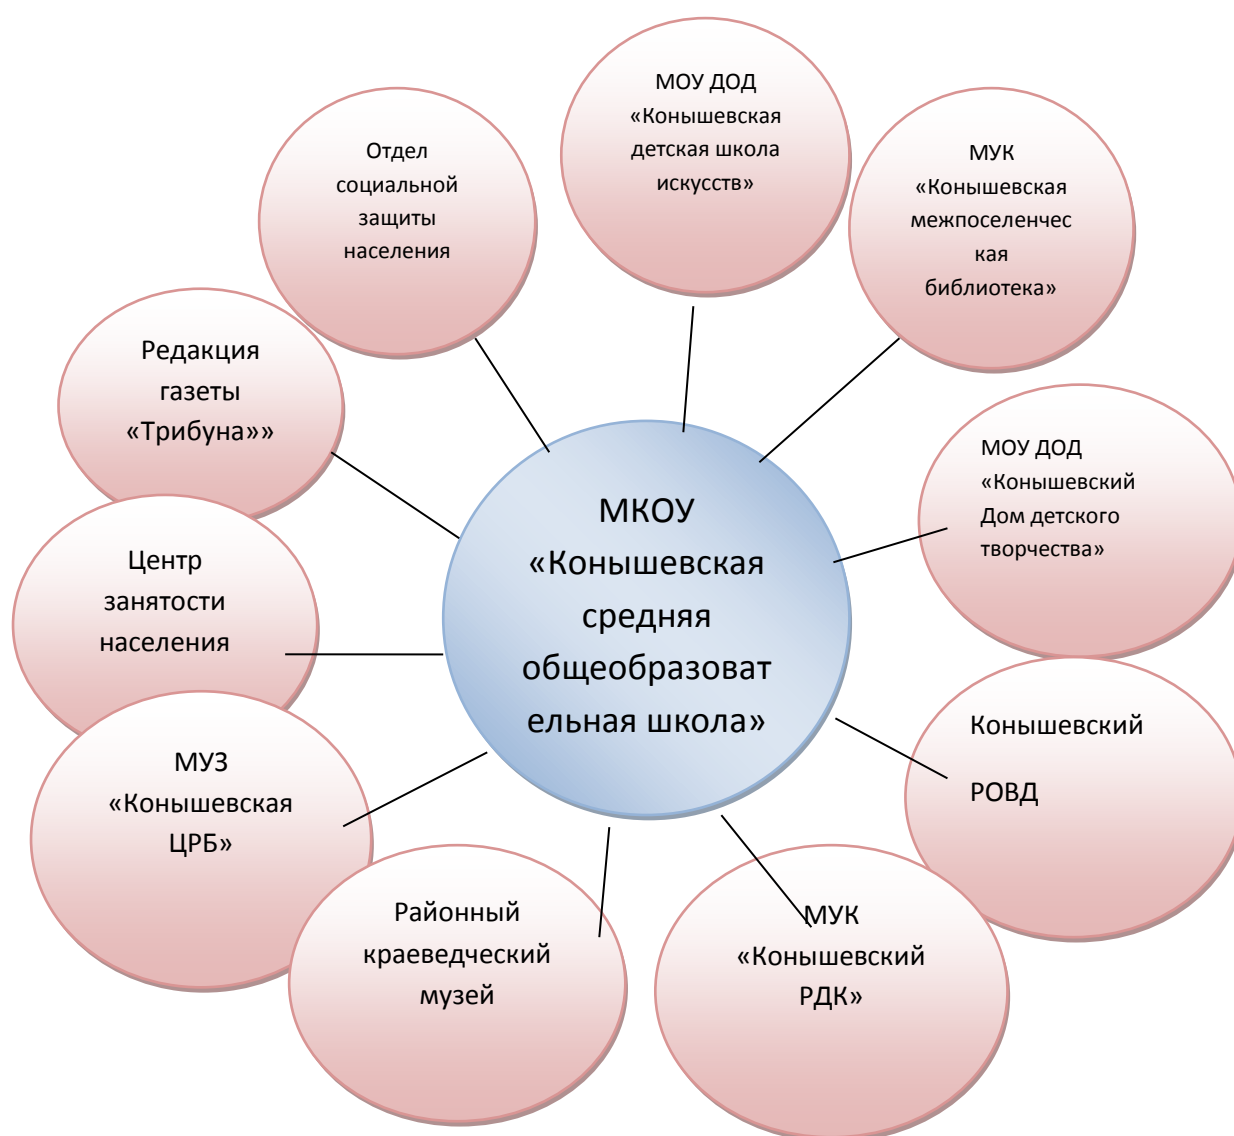 МОУ ДОД
«Конышевская
детская школа
искусств»
МУК
«Конышевская
межпоселенчес
кая
библиотека»
Отдел
социальной
защиты
населения
Редакция
газеты
«Трибуна»»
МОУ ДОД
«Конышевский
Дом детского
творчества»
МКОУ
«Конышевская
средняя
общеобразоват
ельная школа»
Центр
занятости
населения
Конышевский
РОВД
МУЗ
«Конышевская
ЦРБ»
Районный
краеведческий
музей
МУК
«Конышевский
РДК»